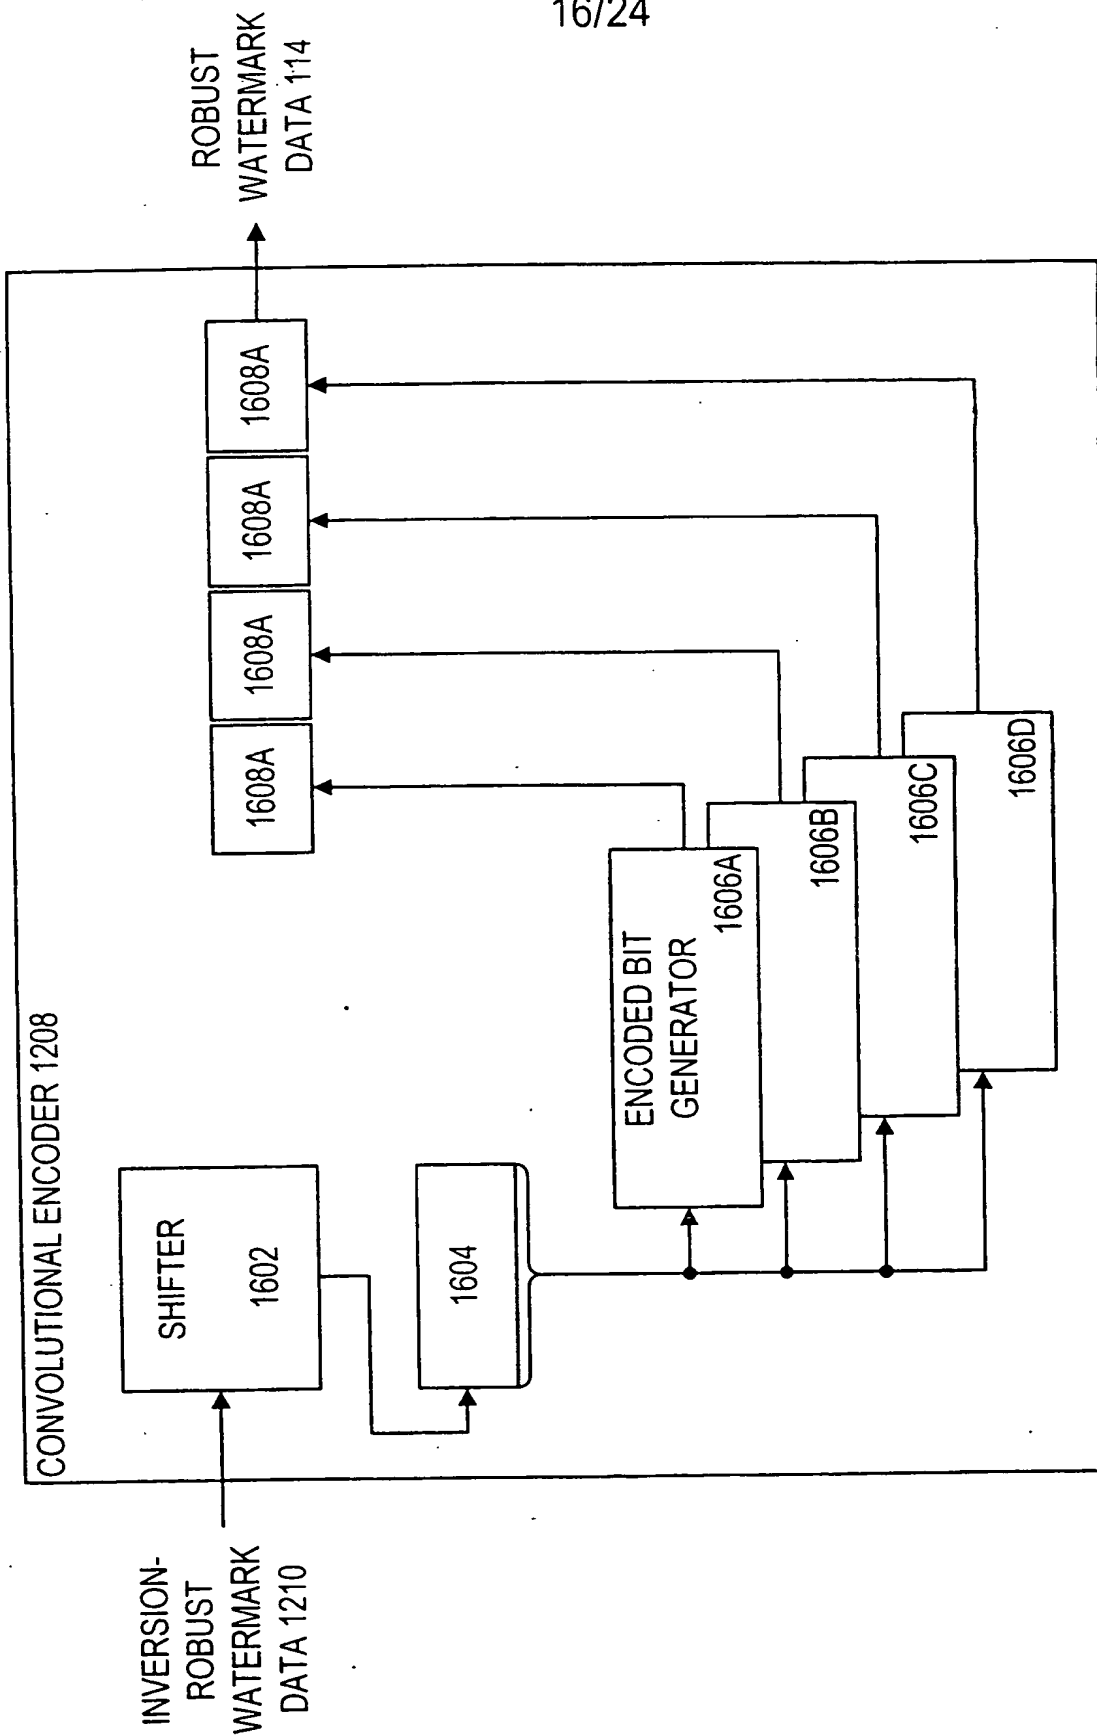 16/24
CONVOLUTIONAL ENCODER 1208
INVERSION-
ROBUST
WATERMARK
DATA 1210
SHIFTER
1602
1604
ENCODED BIT
GENERATOR
1606A
1606B
1606C
1606D
1608A
1608A
1608A
1608A
ROBUST
WATERMARK
DATA 114